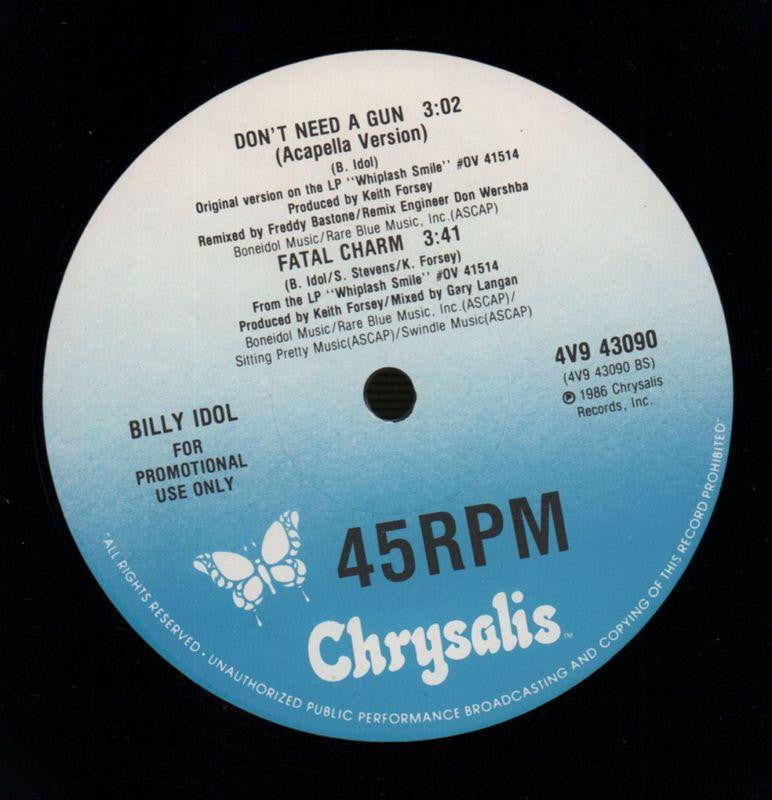 DON'T NEED A GUN 3:02
(Acapella Version)
(B. Idol)
Original version on the LP "Whiplash Smile" #OV 41514
Produced by Keith Forsey
Remixed by Freddy Bastone/Remix Engineer Don Wershba
Boneidol Music/Rare Blue Music, Inc.(ASCAP)
FATAL CHARM 3:41
(B. Idol/S. Stevens/K. Forsey)
From the LP "Whiplash Smile" #OV 41514
Produced by Keith Forsey/Mixed by Gary Langan
Boneidol Music/Rare Blue Music, Inc.(ASCAP)/
Sitting Pretty Music(ASCAP)/Swindle Music(ASCAP)
4V9 43090
(4V9 43090 BS)
℗ 1986 Chrysalis
Records, Inc.
BILLY IDOL
FOR
PROMOTIONAL
USE ONLY
45RPM
Chrysalis™
"ALL RIGHTS RESERVED • UNAUTHORIZED PUBLIC PERFORMANCE BROADCASTING AND COPYING OF THIS RECORD PROHIBITED"